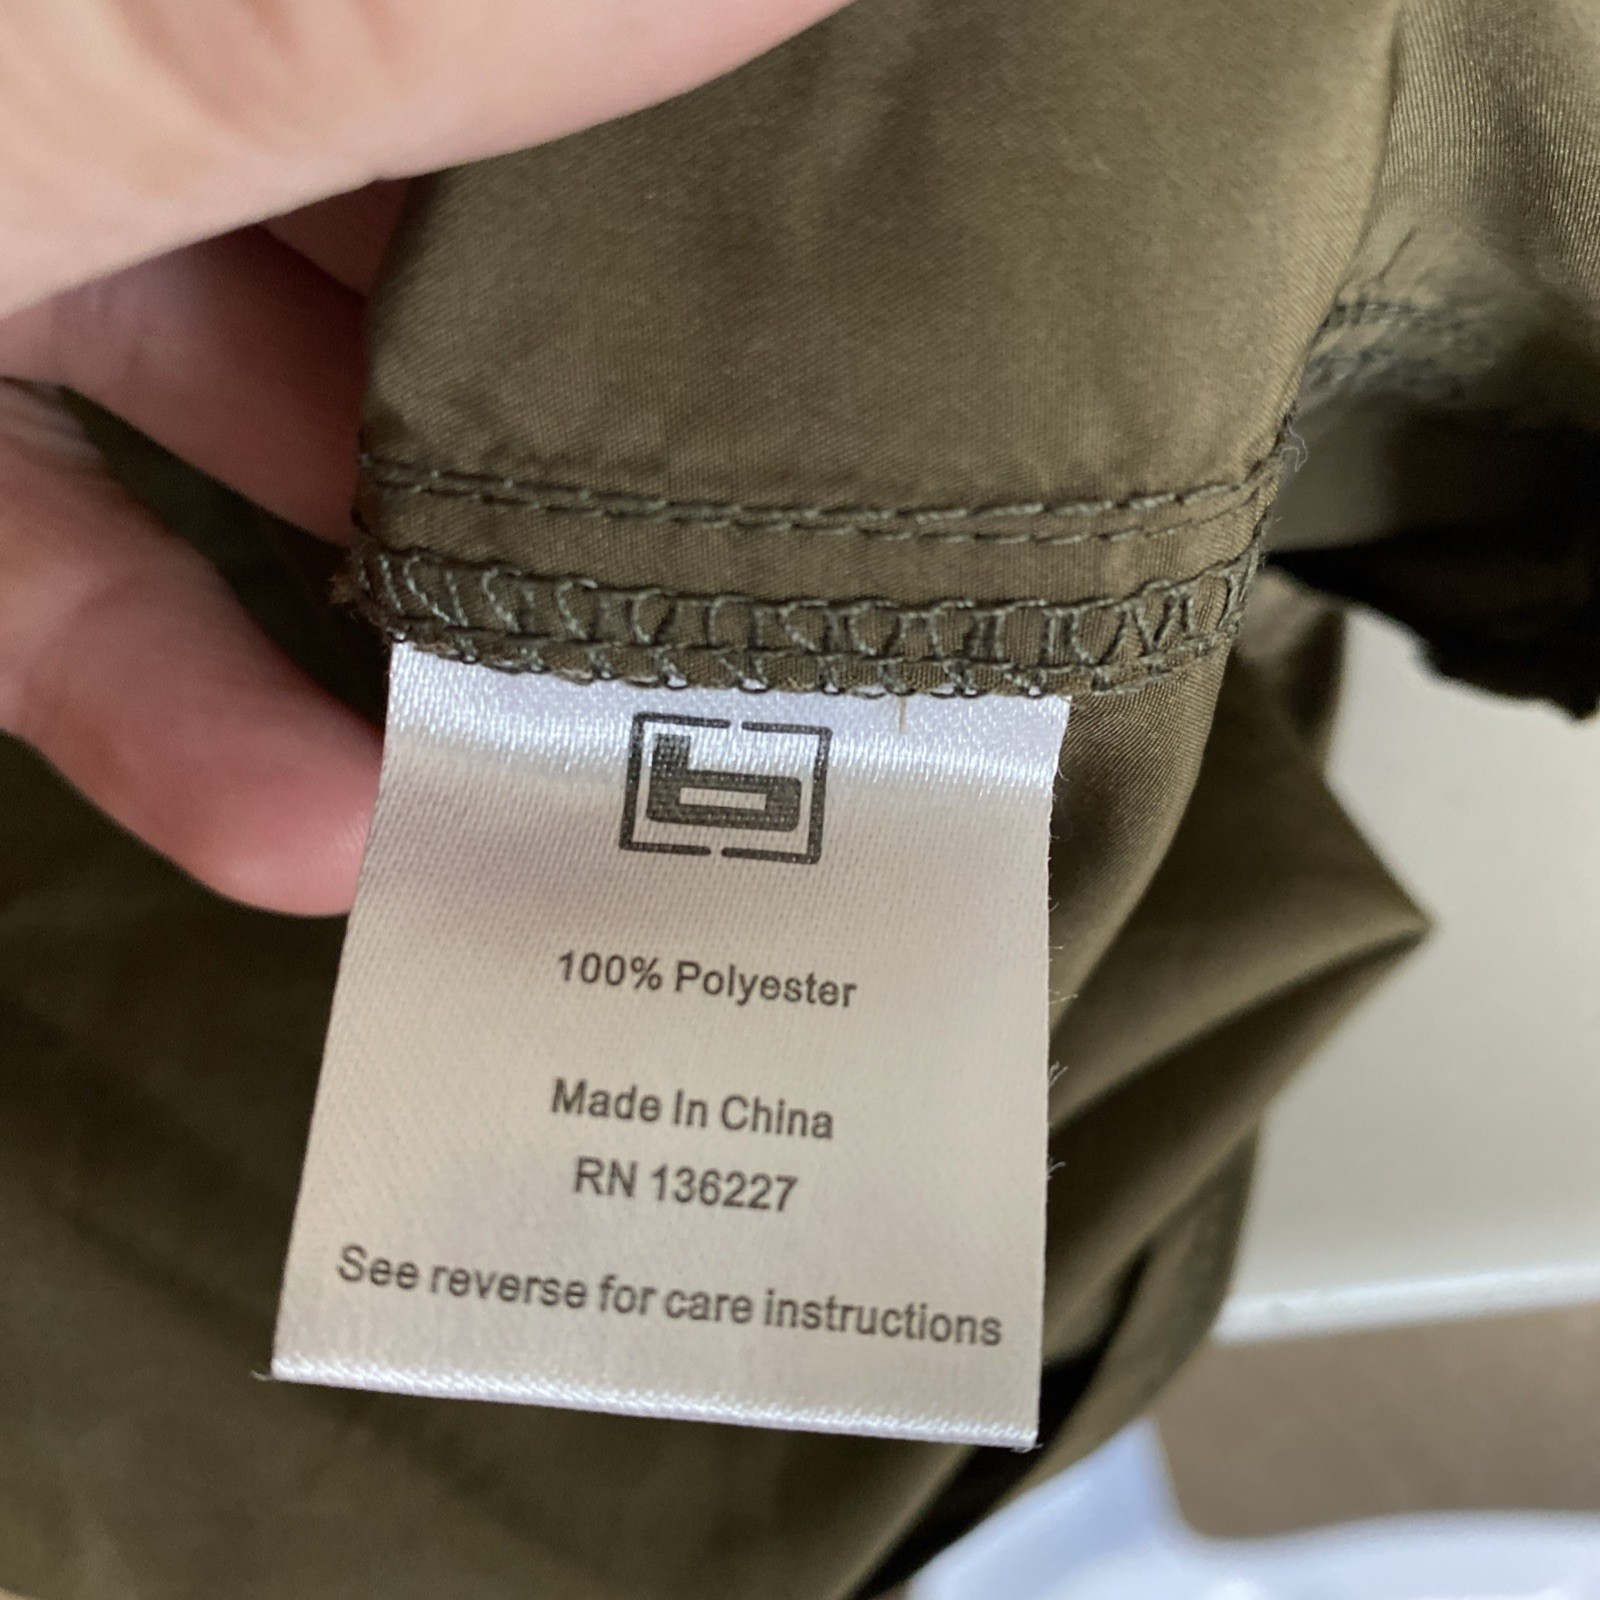 b
100% Polyester
Made In China
RN 136227
See reverse for care instructions